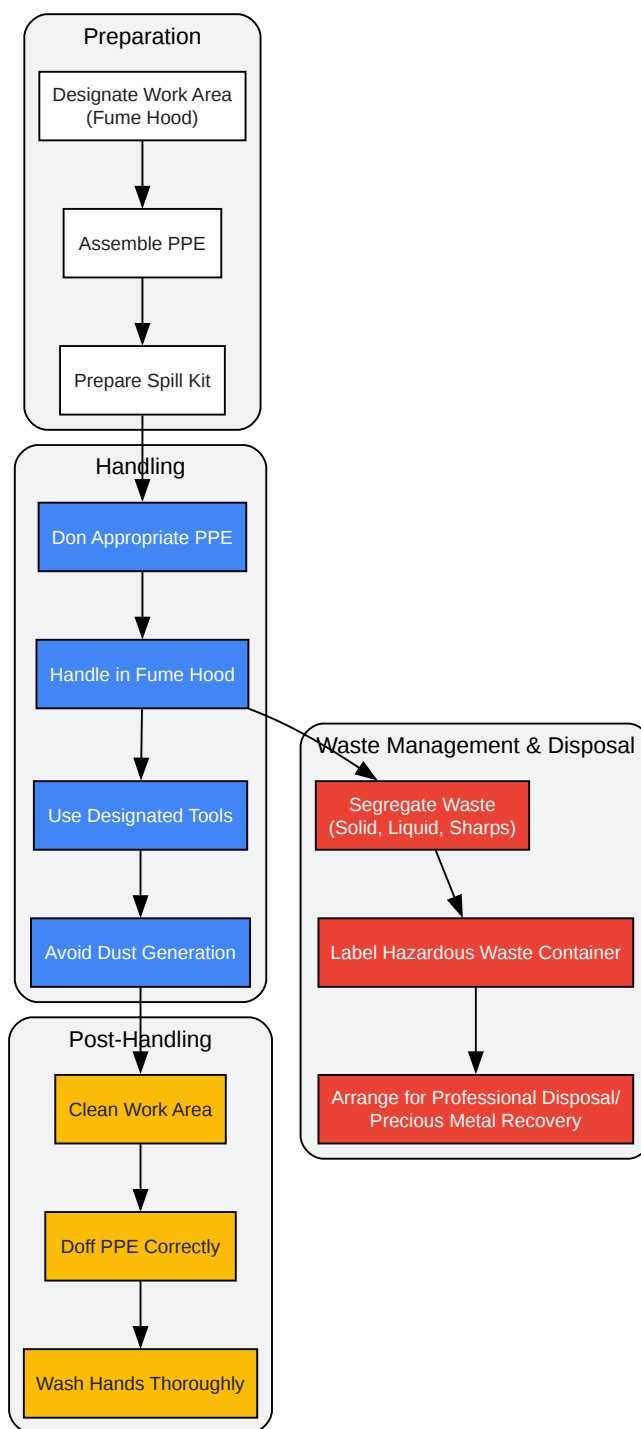 Preparation
Designate Work Area
(Fume Hood)
Assemble PPE
Prepare Spill Kit
Handling
Don Appropriate PPE
Handle in Fume Hood
Use Designated Tools
Avoid Dust Generation
Waste Management & Disposal
Segregate Waste
(Solid, Liquid, Sharps)
Label Hazardous Waste Container
Arrange for Professional Disposal/
Precious Metal Recovery
Post-Handling
Clean Work Area
Doff PPE Correctly
Wash Hands Thoroughly